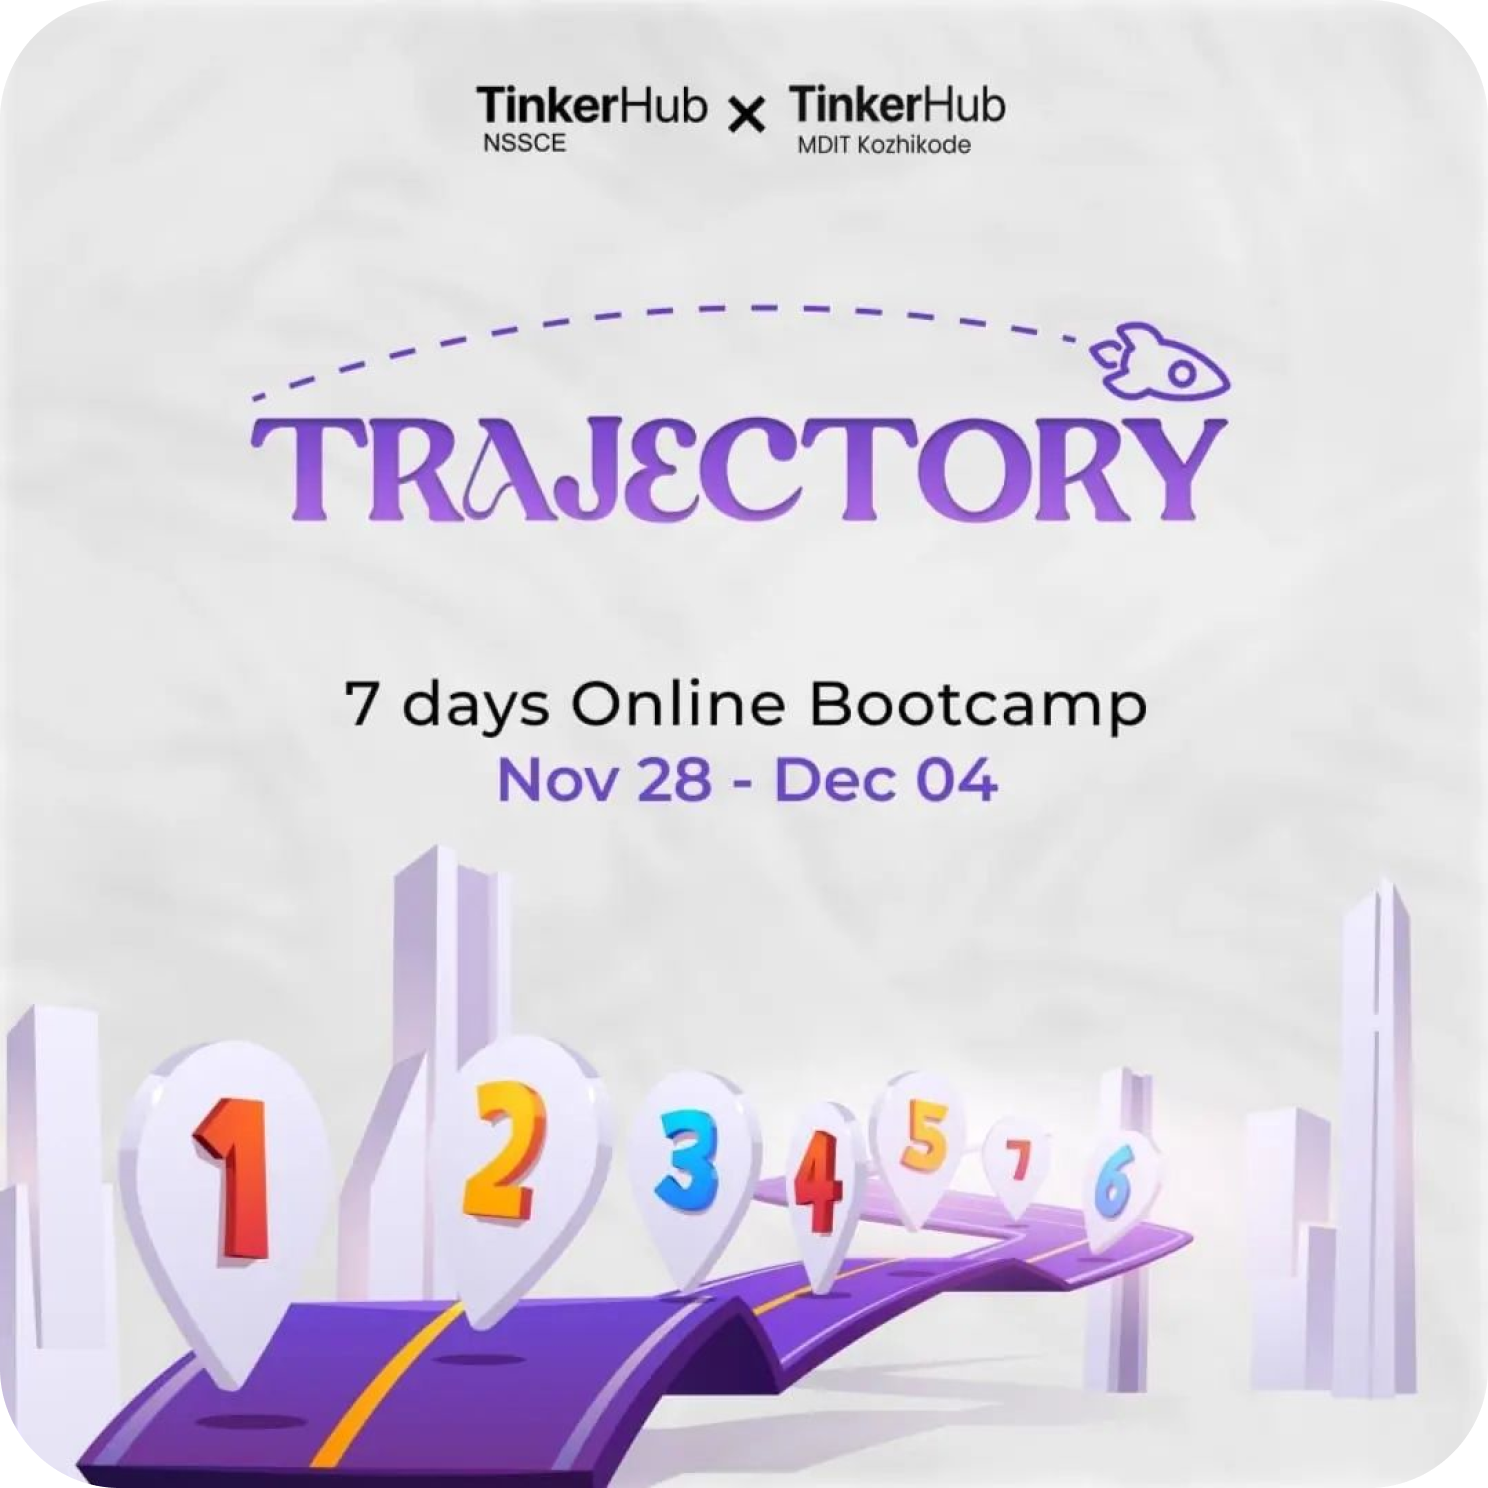 TinkerHub × TinkerHub
NSSCE MDIT Kozhikode
TRAJECTORY
7 days Online Bootcamp
Nov 28 - Dec 04
1 2 3 4 5 7 6